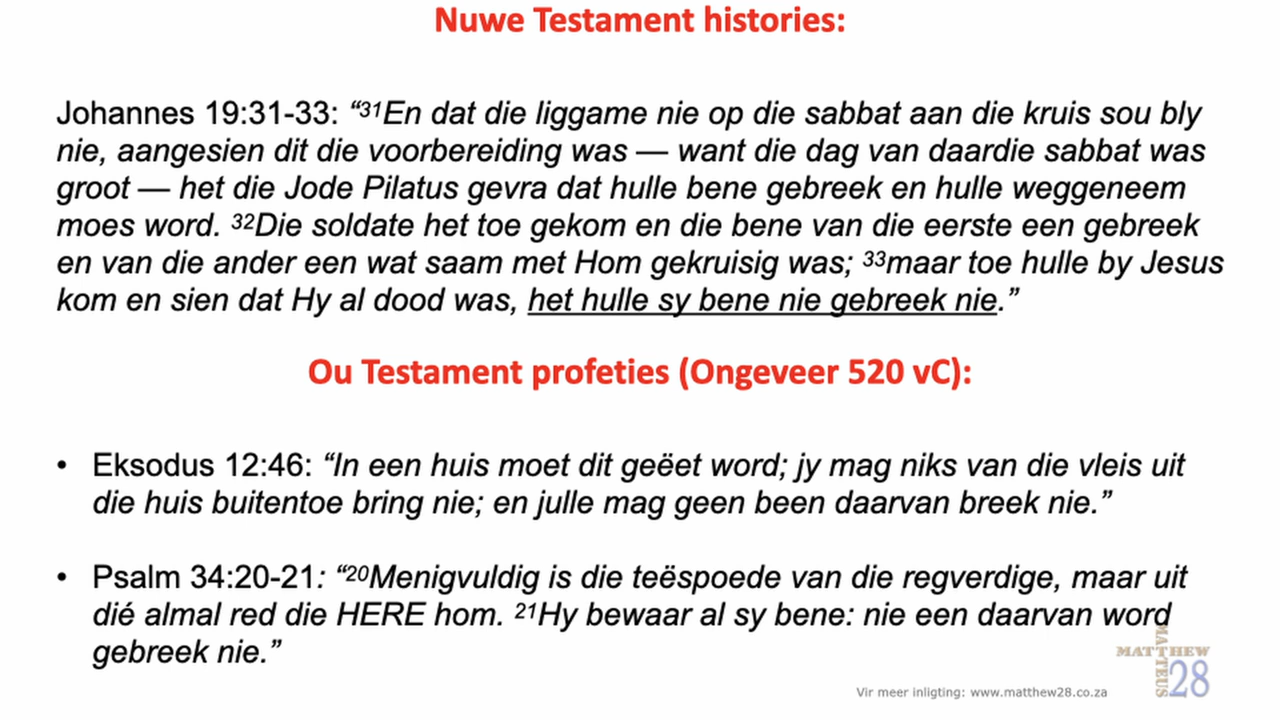 Nuwe Testament histories:
Johannes 19:31-33: “³¹En dat die liggame nie op die sabbat aan die kruis sou bly
nie, aangesien dit die voorbereiding was — want die dag van daardie sabbat was
groot — het die Jode Pilatus gevra dat hulle bene gebreek en hulle weggeneem
moes word. ³²Die soldate het toe gekom en die bene van die eerste een gebreek
en van die ander een wat saam met Hom gekruisig was; ³³maar toe hulle by Jesus
kom en sien dat Hy al dood was, het hulle sy bene nie gebreek nie.”
Ou Testament profeties (Ongeveer 520 vC):
• Eksodus 12:46: “In een huis moet dit geëet word; jy mag niks van die vleis uit
die huis buitentoe bring nie; en julle mag geen been daarvan breek nie.”
• Psalm 34:20-21: “²⁰Menigvuldig is die teëspoede van die regverdige, maar uit
dié almal red die HERE hom. ²¹Hy bewaar al sy bene: nie een daarvan word
gebreek nie.”
MATTHEW
MATTEUS
28
Vir meer inligting: www.matthew28.co.za